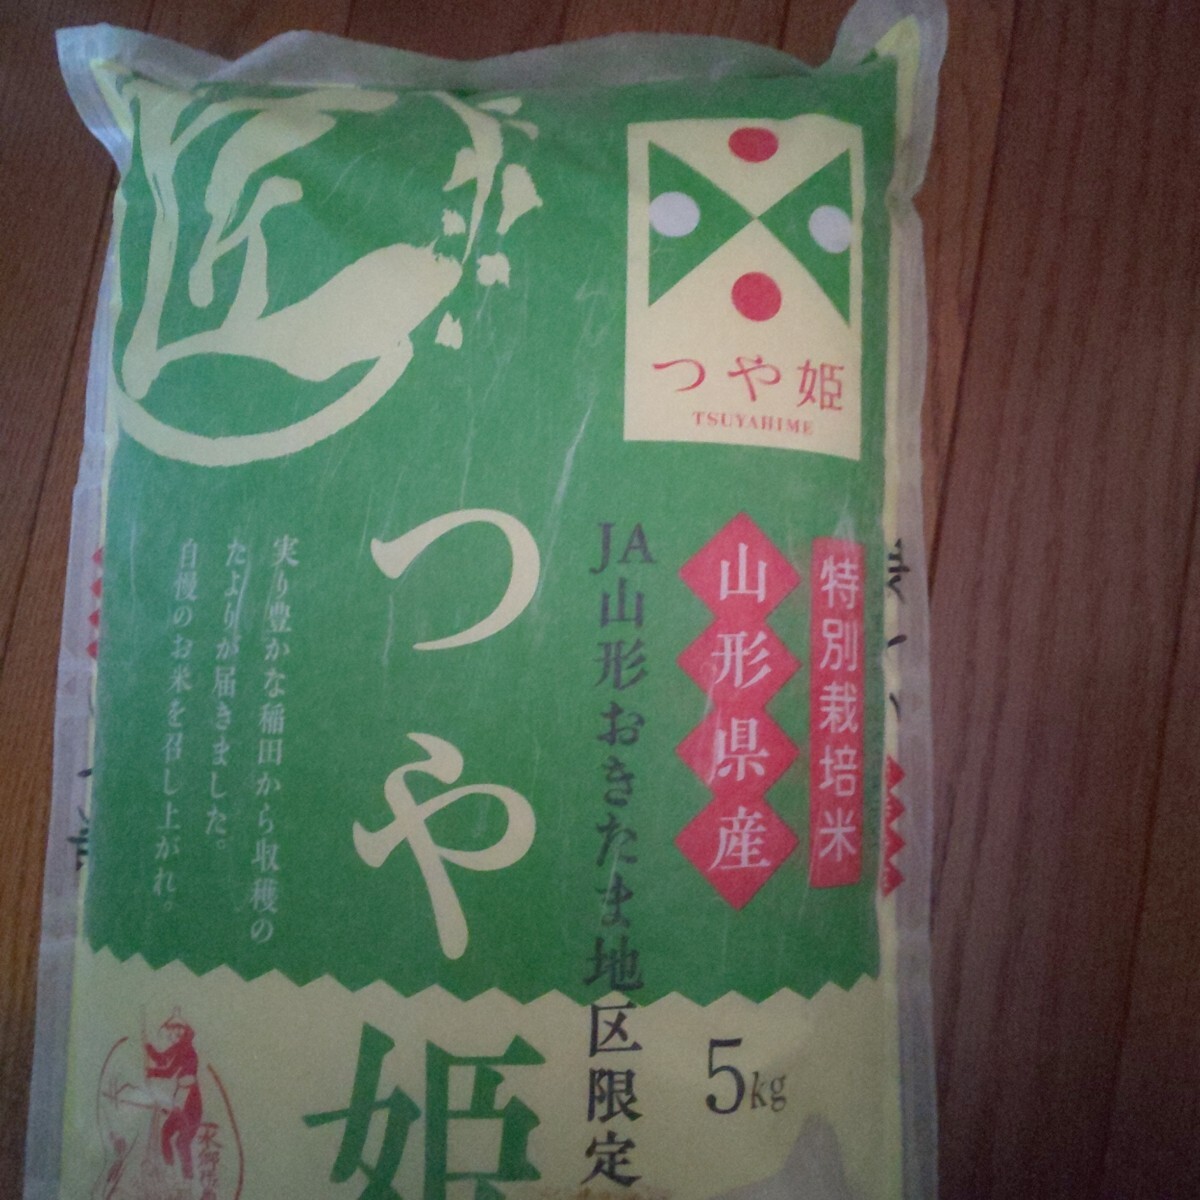 匠
つや姫
TSUYAHIME
特別栽培米
山形県産
JA山形おきたま地区限定
つや姫
実り豊かな稲田から収穫の
たよりが届きました。
自慢のお米を召し上がれ。
5kg